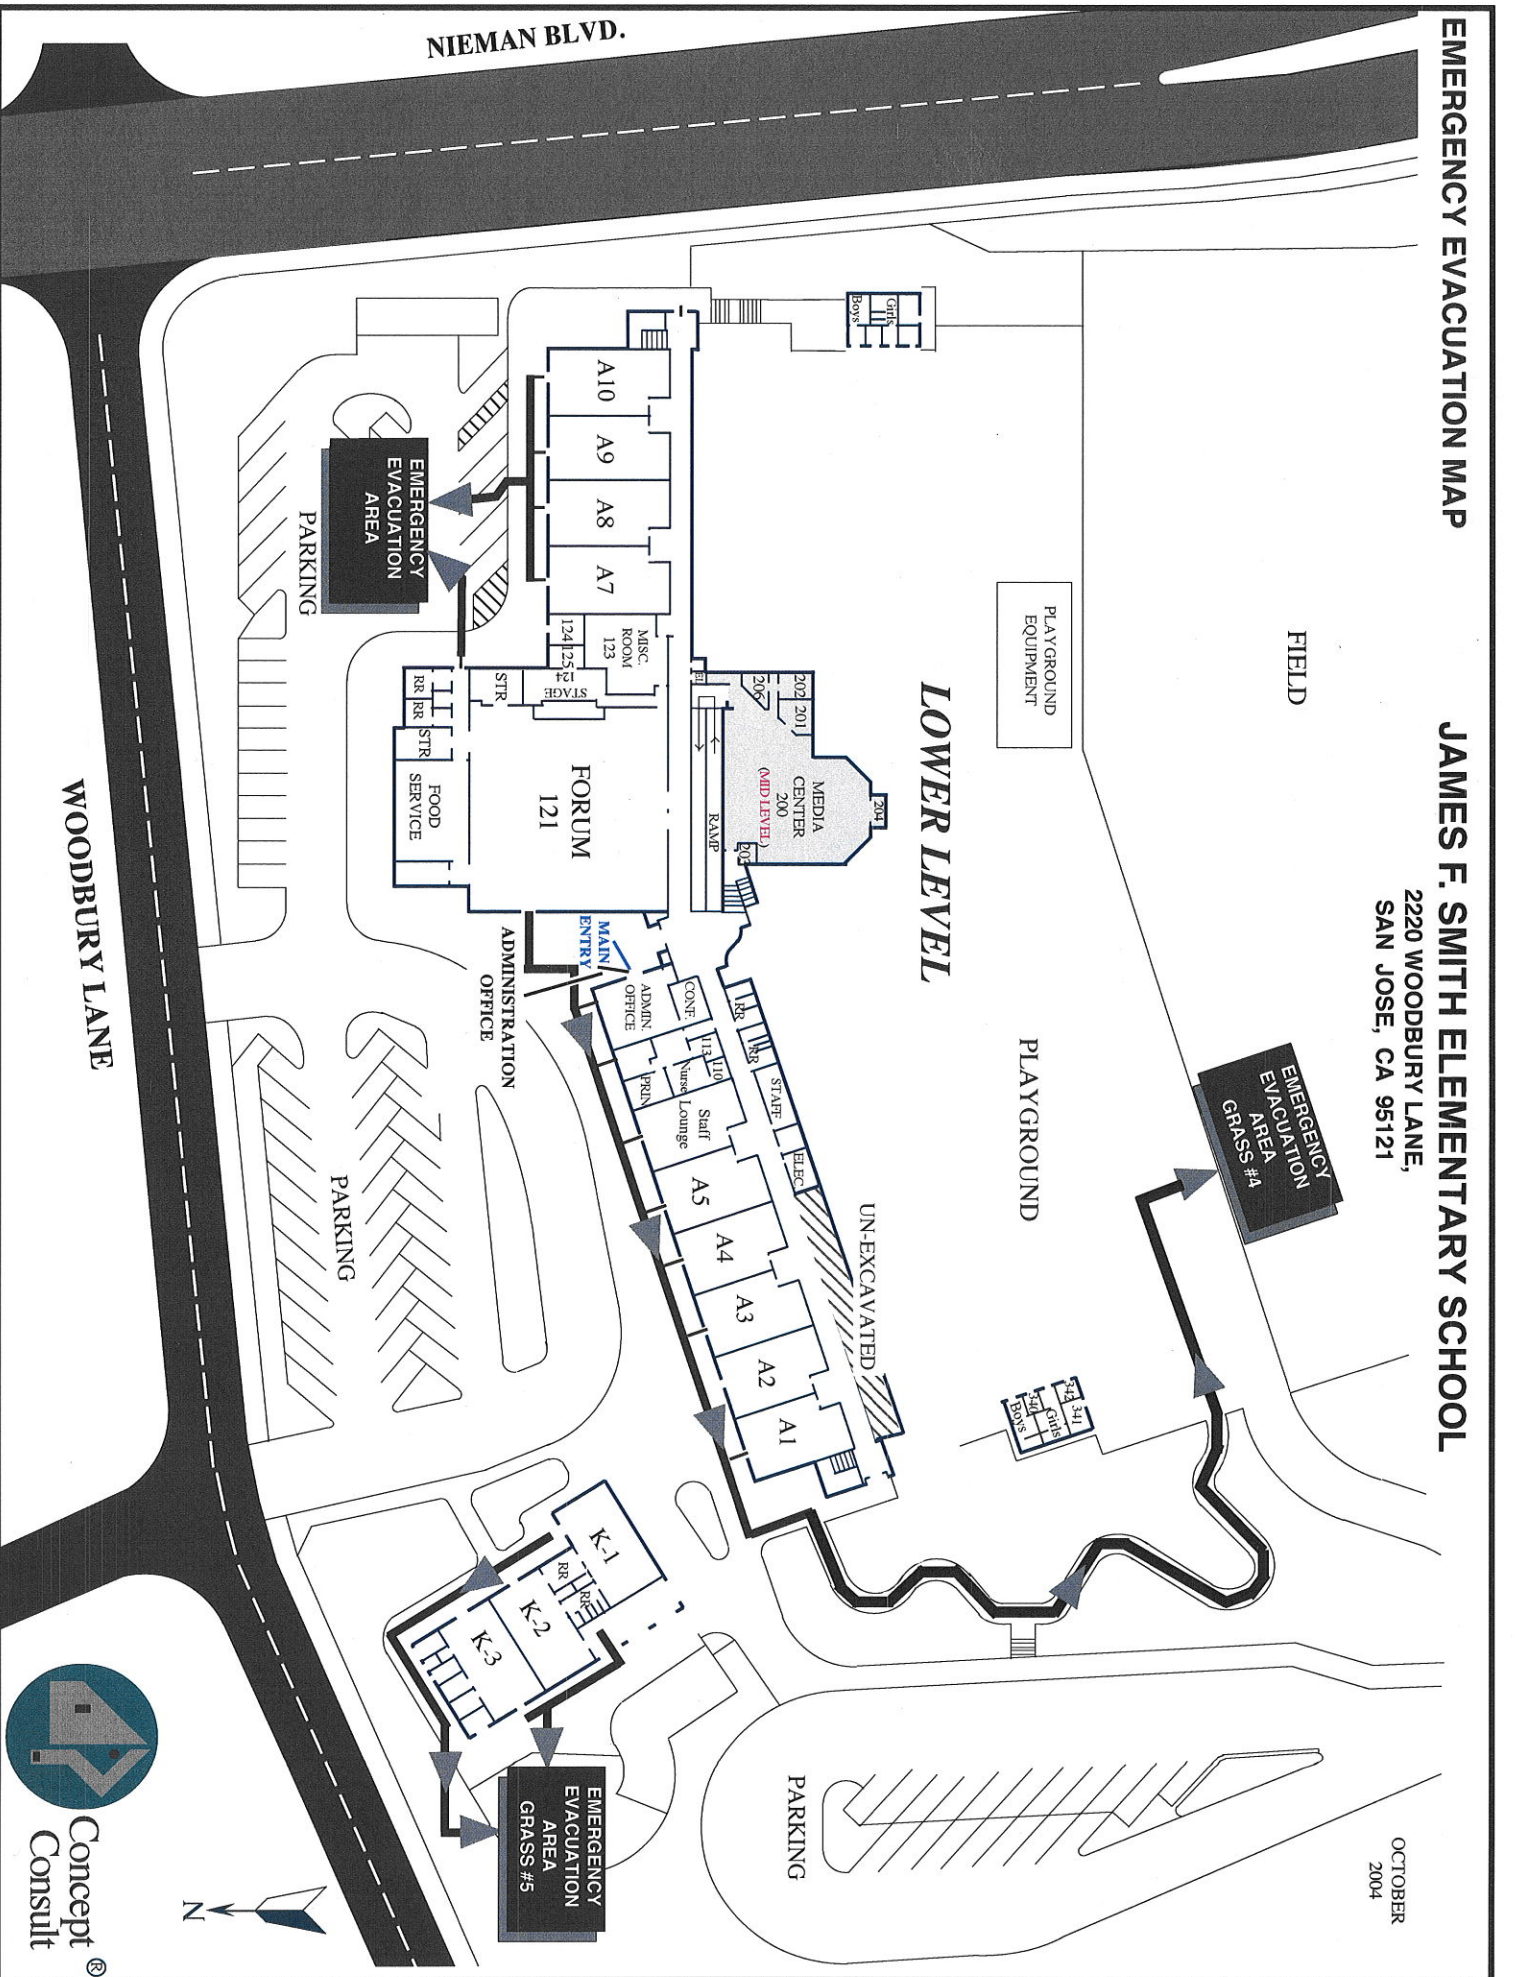 EMERGENCY EVACUATION MAP
JAMES F. SMITH ELEMENTARY SCHOOL
2220 WOODBURY LANE,
SAN JOSE, CA 95121
OCTOBER
2004
NIEMAN BLVD.
FIELD
PLAYGROUND
EQUIPMENT
PLAYGROUND
EMERGENCY
EVACUATION
AREA
GRASS #4
LOWER LEVEL
Girls
Boys
342
341
340
Girls
Boys
UN-EXCAVATED
204
MEDIA
CENTER
200
(MID LEVEL)
202
201
206
203
EL
RAMP
A10
A9
A8
A7
MISC.
ROOM
123
124
125
124
STAGE
STR
RR
RR
STR
FOOD
SERVICE
FORUM
121
MAIN
ENTRY
ADMINISTRATION
OFFICE
ADMIN.
OFFICE
CONF.
113
110
Nurse
PRIN
Staff
Lounge
RR
RR
STAFF
ELEC.
A5
A4
A3
A2
A1
EMERGENCY
EVACUATION
AREA
PARKING
PARKING
PARKING
K-1
RR
RR
K-2
K-3
EMERGENCY
EVACUATION
AREA
GRASS #5
WOODBURY LANE
N
Concept ®
Consult